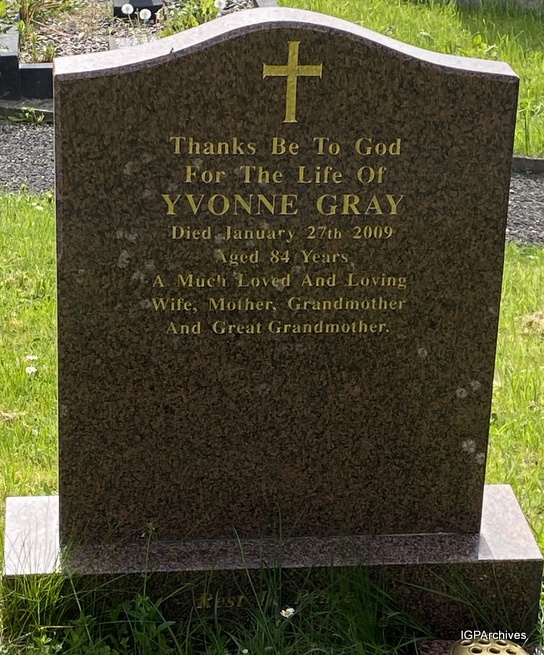 Thanks Be To God
For The Life Of
YVONNE GRAY
Died January 27th 2009
Aged 84 Years
A Much Loved And Loving
Wife, Mother, Grandmother
And Great Grandmother.
Rest
IGPArchives